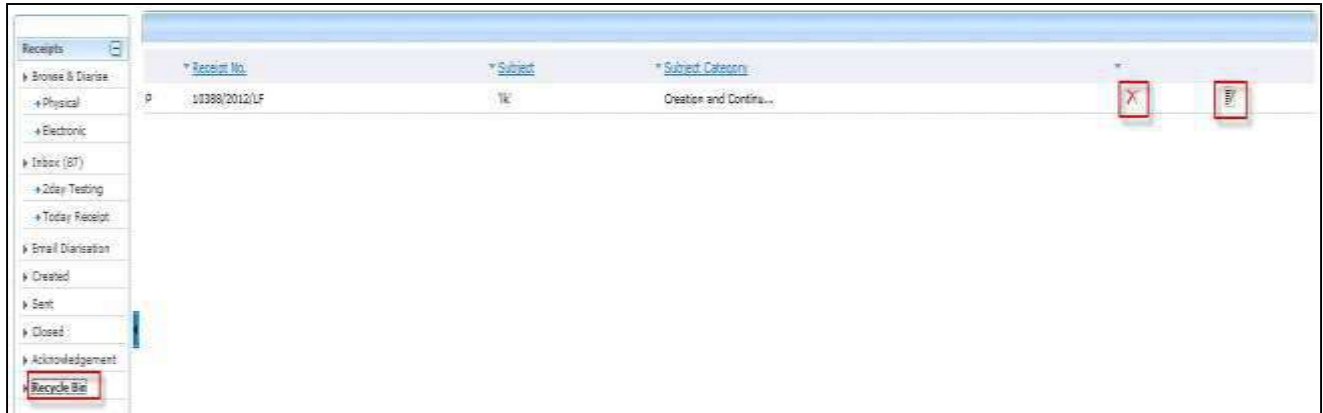 Receipts
Browse & Diarise
Physical
Electronic
Inbox (87)
2day Testing
Today Receipt
Email Diarisation
Created
Sent
Closed
Acknowledgement
Recycle Bin
Receipt No. Subject Subject Category
P 10388/2012/LF Creation and Continu...